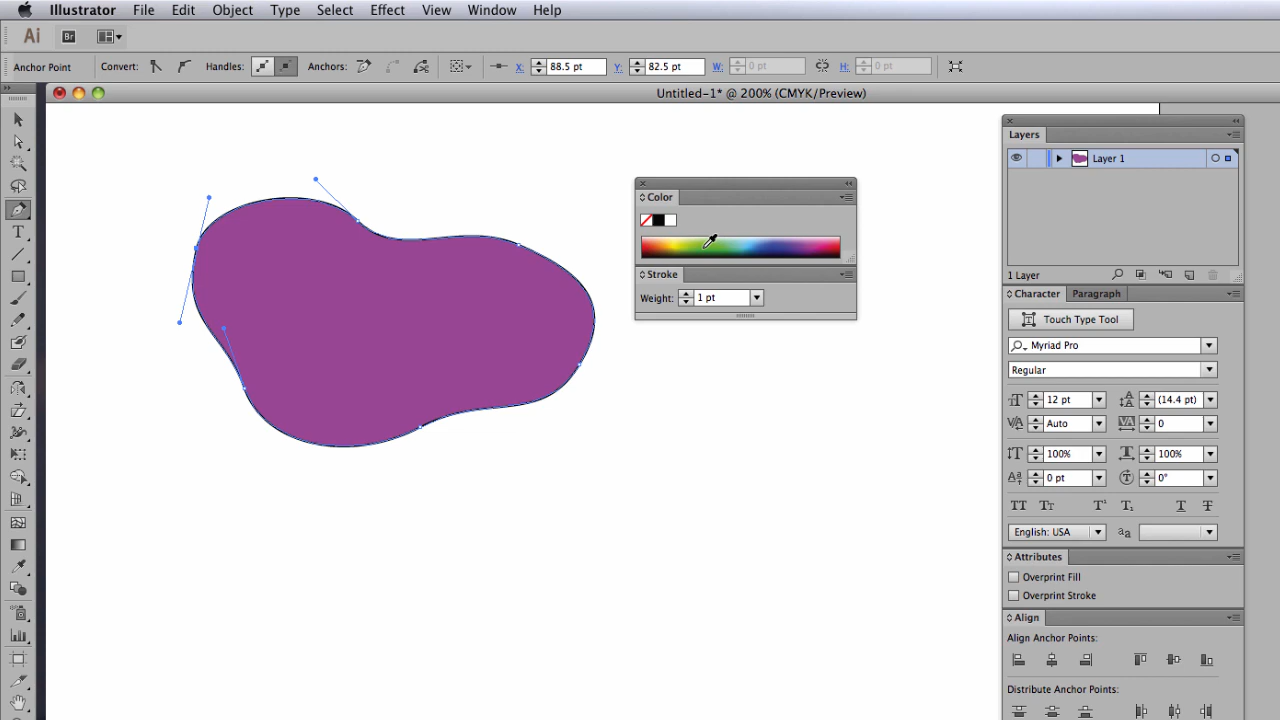 Illustrator File Edit Object Type Select Effect View Window Help
Ai Br
Anchor Point Convert: Handles: Anchors: X: 88.5 pt Y: 82.5 pt W: 0 pt H: 0 pt
Untitled-1* @ 200% (CMYK/Preview)
Layers
Layer 1
1 Layer
Color
Stroke
Weight: 1 pt
Character Paragraph
Touch Type Tool
Myriad Pro
Regular
12 pt (14.4 pt)
Auto 0
100% 100%
0 pt 0°
English: USA
Attributes
Overprint Fill
Overprint Stroke
Align
Align Anchor Points:
Distribute Anchor Points: